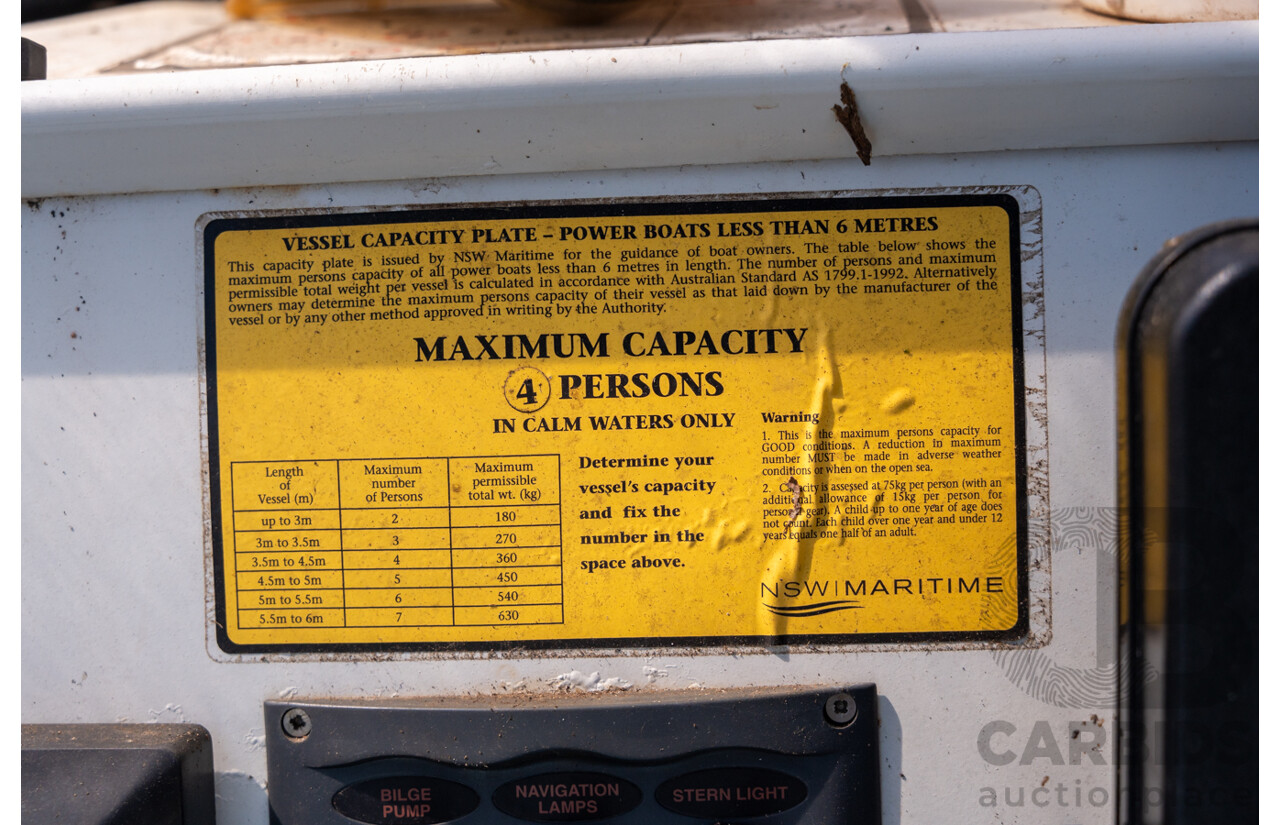 VESSEL CAPACITY PLATE – POWER BOATS LESS THAN 6 METRES
This capacity plate is issued by NSW Maritime for the guidance of boat owners. The table below shows the
maximum persons capacity of all power boats less than 6 metres in length. The number of persons and maximum
permissible total weight per vessel is calculated in accordance with Australian Standard AS 1799.1-1992. Alternatively,
owners may determine the maximum persons capacity of their vessel as that laid down by the manufacturer of the
vessel or by any other method approved in writing by the Authority.
MAXIMUM CAPACITY
4 PERSONS
IN CALM WATERS ONLY
Length of Vessel (m) Maximum number of Persons Maximum permissible total wt. (kg)
up to 3m 2 180
3m to 3.5m 3 270
3.5m to 4.5m 4 360
4.5m to 5m 5 450
5m to 5.5m 6 540
5.5m to 6m 7 630
Determine your
vessel's capacity
and fix the
number in the
space above.
Warning
1. This is the maximum persons capacity for
GOOD conditions. A reduction in maximum
number MUST be made in adverse weather
conditions or when on the open sea.
2. Capacity is assessed at 75kg per person (with an
additional allowance of 15kg per person for
personal gear). A child up to one year of age does
not count. Each child over one year and under 12
years equals one half of an adult.
NSW|MARITIME
BILGE
PUMP
NAVIGATION
LAMPS
STERN LIGHT
CARBIDS
auctionplace